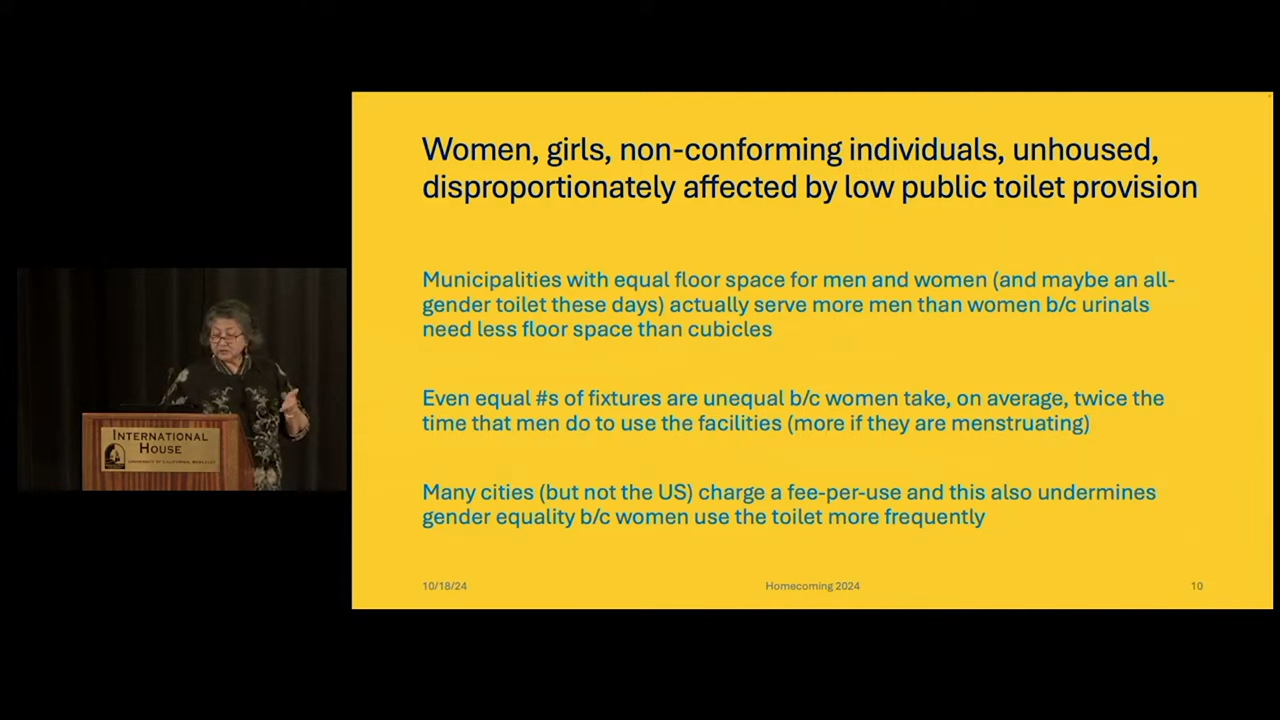 Women, girls, non-conforming individuals, unhoused,
disproportionately affected by low public toilet provision
Municipalities with equal floor space for men and women (and maybe an all-
gender toilet these days) actually serve more men than women b/c urinals
need less floor space than cubicles
Even equal #s of fixtures are unequal b/c women take, on average, twice the
time that men do to use the facilities (more if they are menstruating)
Many cities (but not the US) charge a fee-per-use and this also undermines
gender equality b/c women use the toilet more frequently
10/18/24
Homecoming 2024
10
INTERNATIONAL
HOUSE
UNIVERSITY OF CALIFORNIA, BERKELEY